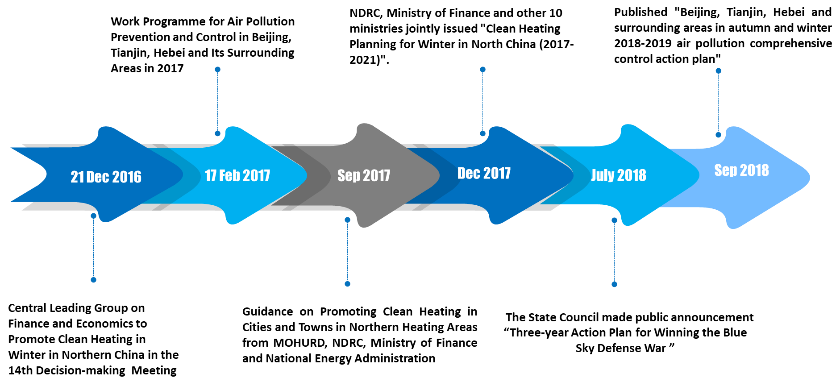 Work Programme for Air Pollution
Prevention and Control in Beijing,
Tianjin, Hebei and Its Surrounding
Areas in 2017
NDRC, Ministry of Finance and other 10
ministries jointly issued "Clean Heating
Planning for Winter in North China (2017-
2021)".
Published "Beijing, Tianjin, Hebei and
surrounding areas in autumn and winter
2018-2019 air pollution comprehensive
control action plan"
21 Dec 2016
17 Feb 2017
Sep 2017
Dec 2017
July 2018
Sep 2018
Central Leading Group on
Finance and Economics to
Promote Clean Heating in
Winter in Northern China in the
14th Decision-making Meeting
Guidance on Promoting Clean Heating in
Cities and Towns in Northern Heating Areas
from MOHURD, NDRC, Ministry of Finance
and National Energy Administration
The State Council made public announcement
“Three-year Action Plan for Winning the Blue
Sky Defense War ”